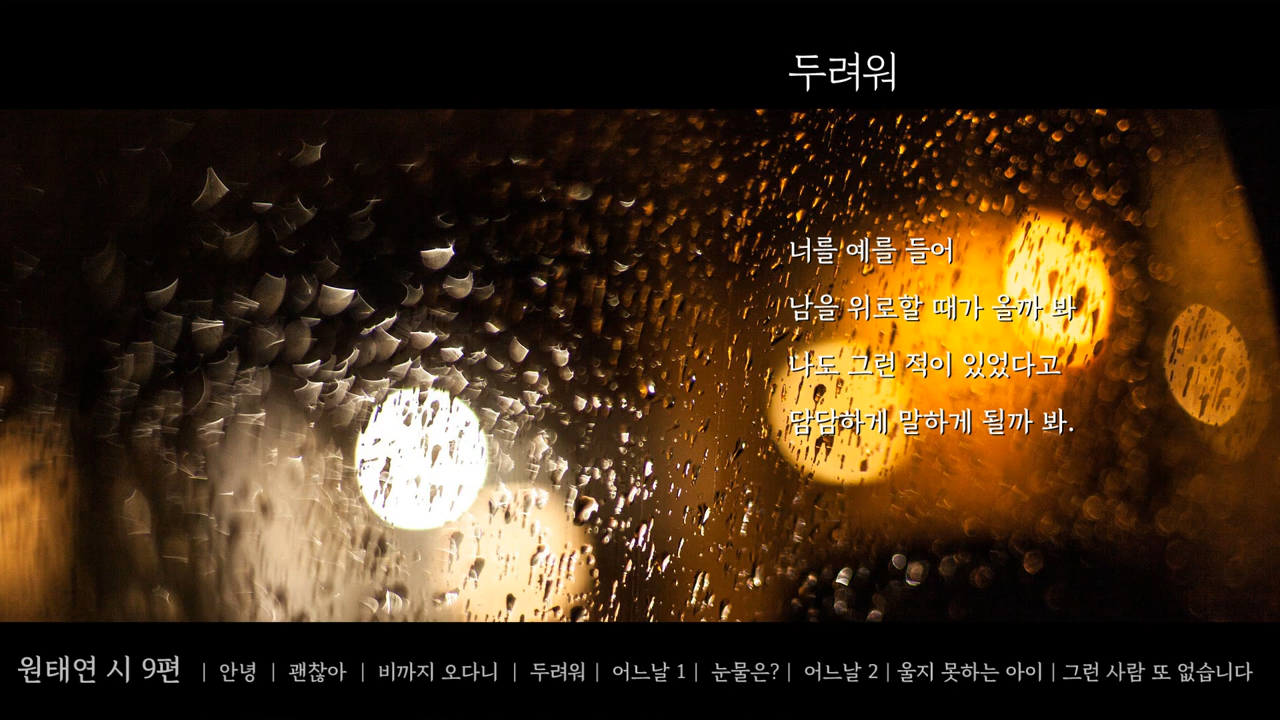 두려워
너를 예를 들어
남을 위로할 때가 올까 봐
나도 그런 적이 있었다고
담담하게 말하게 될까 봐.
원태연 시 9편 | 안녕 | 괜찮아 | 비까지 오다니 | 두려워 | 어느날 1 | 눈물은? | 어느날 2 | 울지 못하는 아이 | 그런 사람 또 없습니다